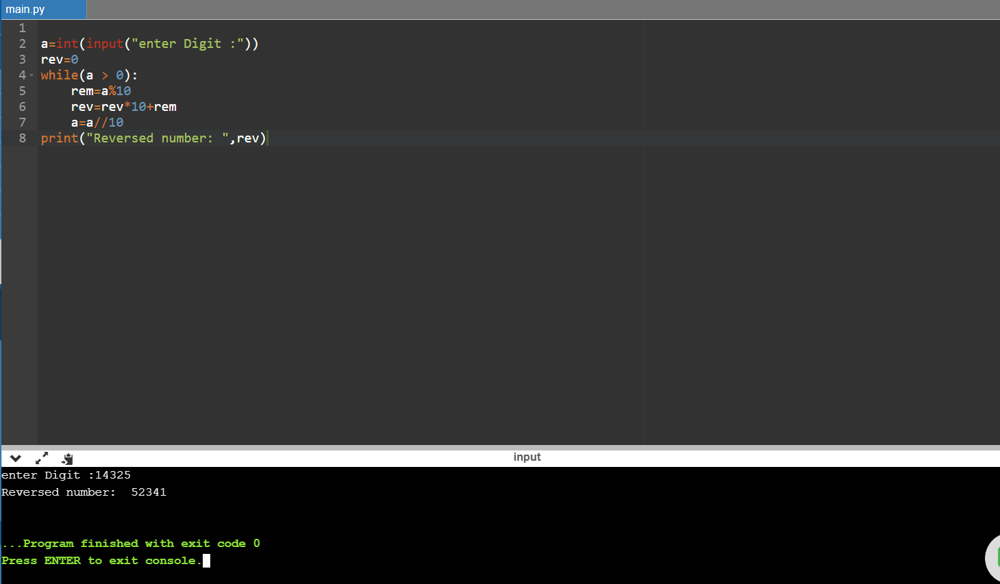 main.py
1
2 a=int(input("enter Digit :"))
3 rev=0
4 while(a > 0):
5     rem=a%10
6     rev=rev*10+rem
7     a=a//10
8 print("Reversed number: ",rev)
input
enter Digit :14325
Reversed number:  52341
...Program finished with exit code 0
Press ENTER to exit console.